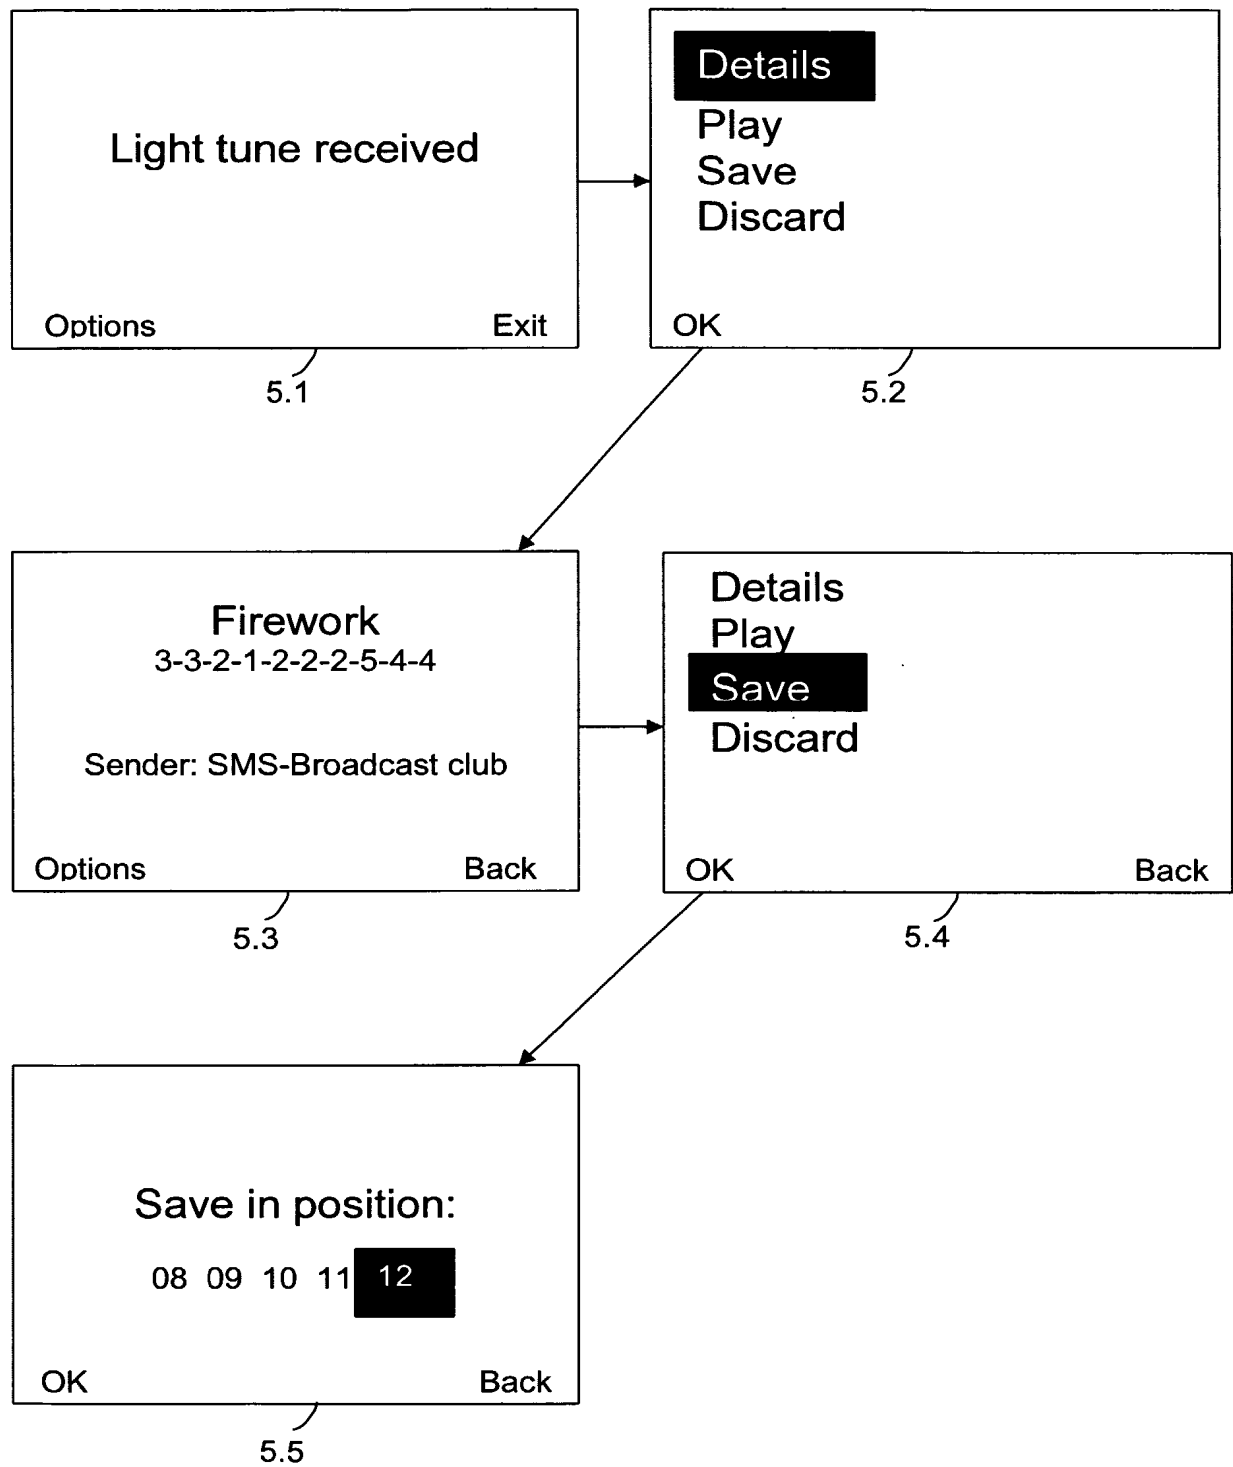 Light tune received
Options Exit
5.1
Details
Play
Save
Discard
OK
5.2
Firework
3-3-2-1-2-2-2-5-4-4
Sender: SMS-Broadcast club
Options Back
5.3
Details
Play
Save
Discard
OK Back
5.4
Save in position:
08 09 10 11 12
OK Back
5.5